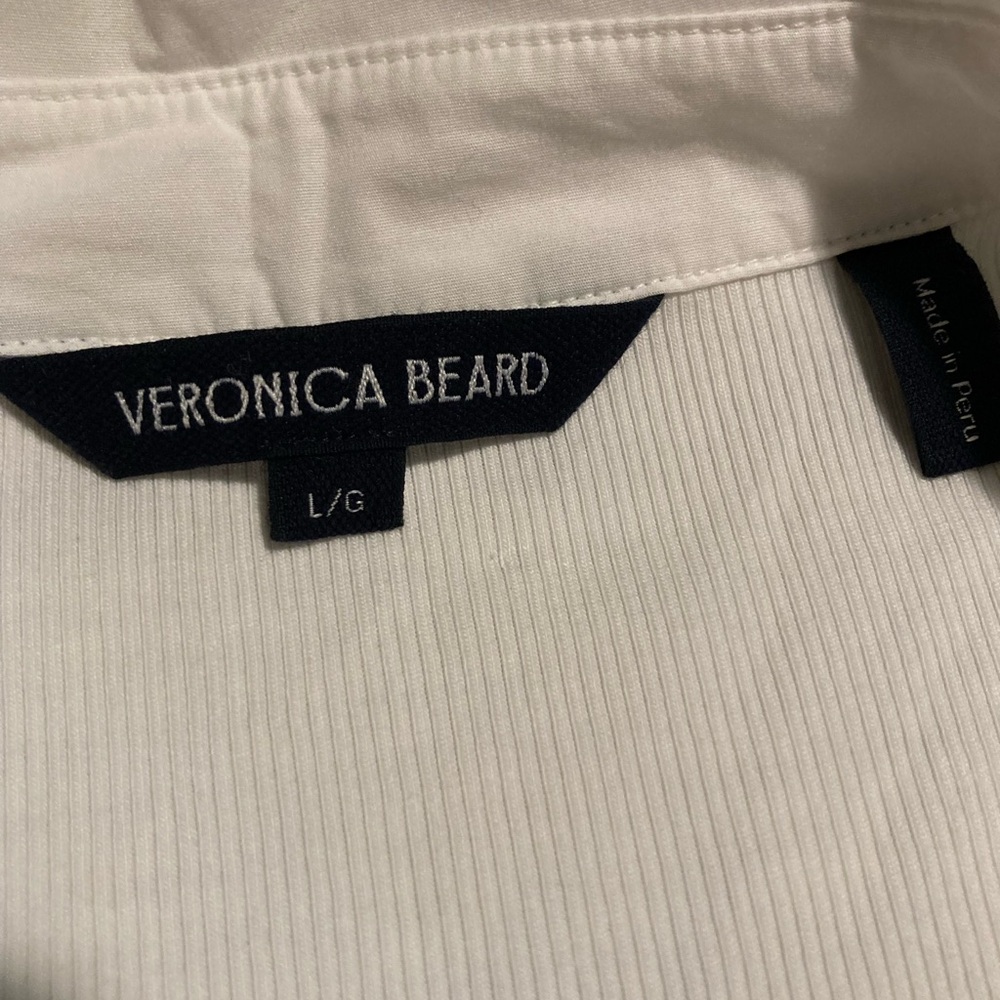 VERONICA BEARD
L/G
Made in Peru